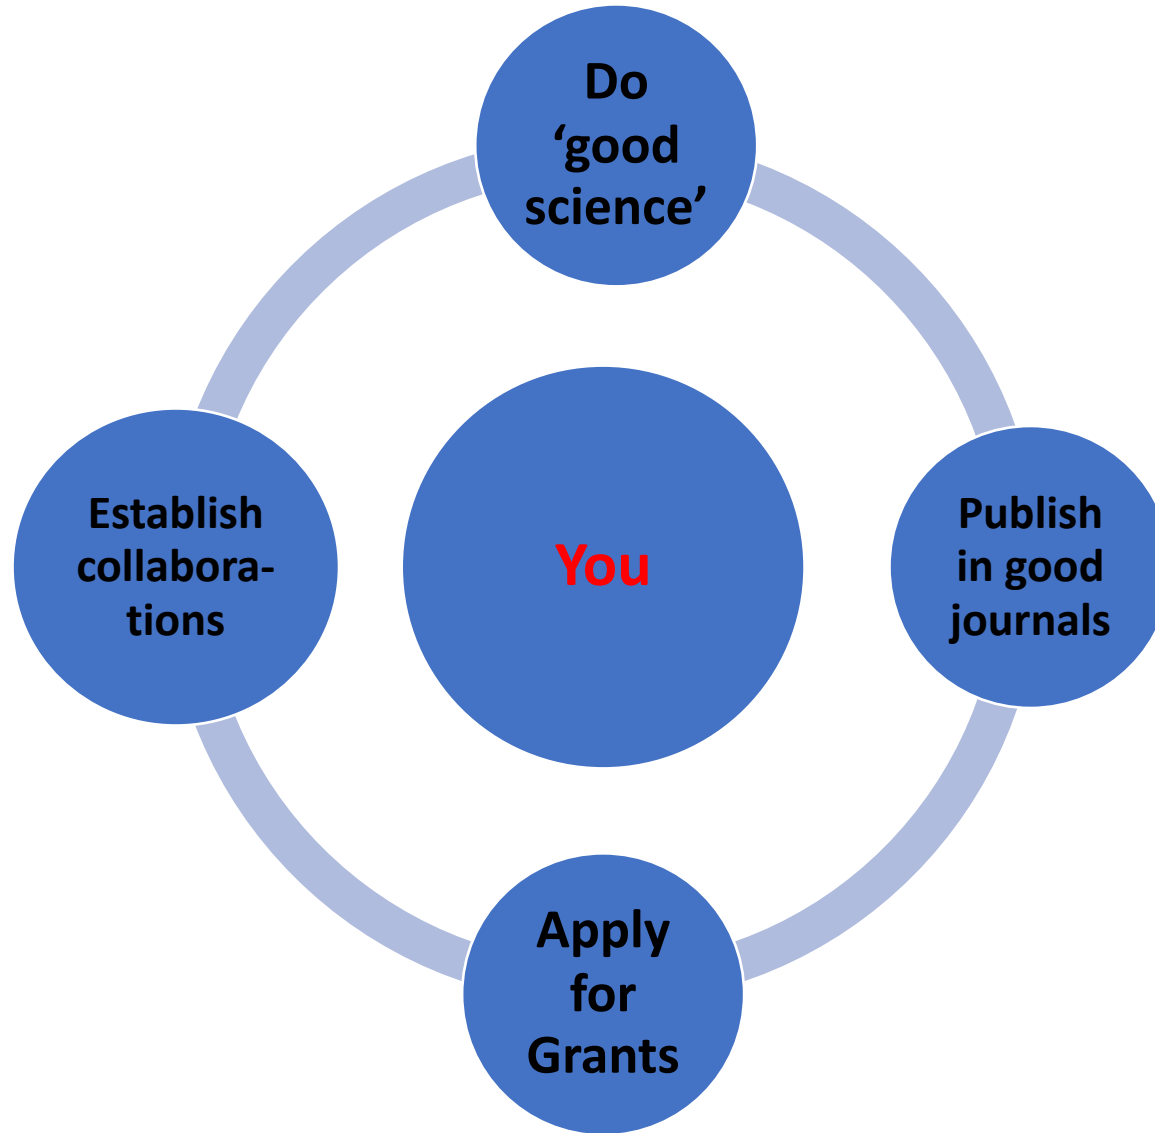 Do
‘good
science’
Establish
collabora-
tions
You
Publish
in good
journals
Apply
for
Grants